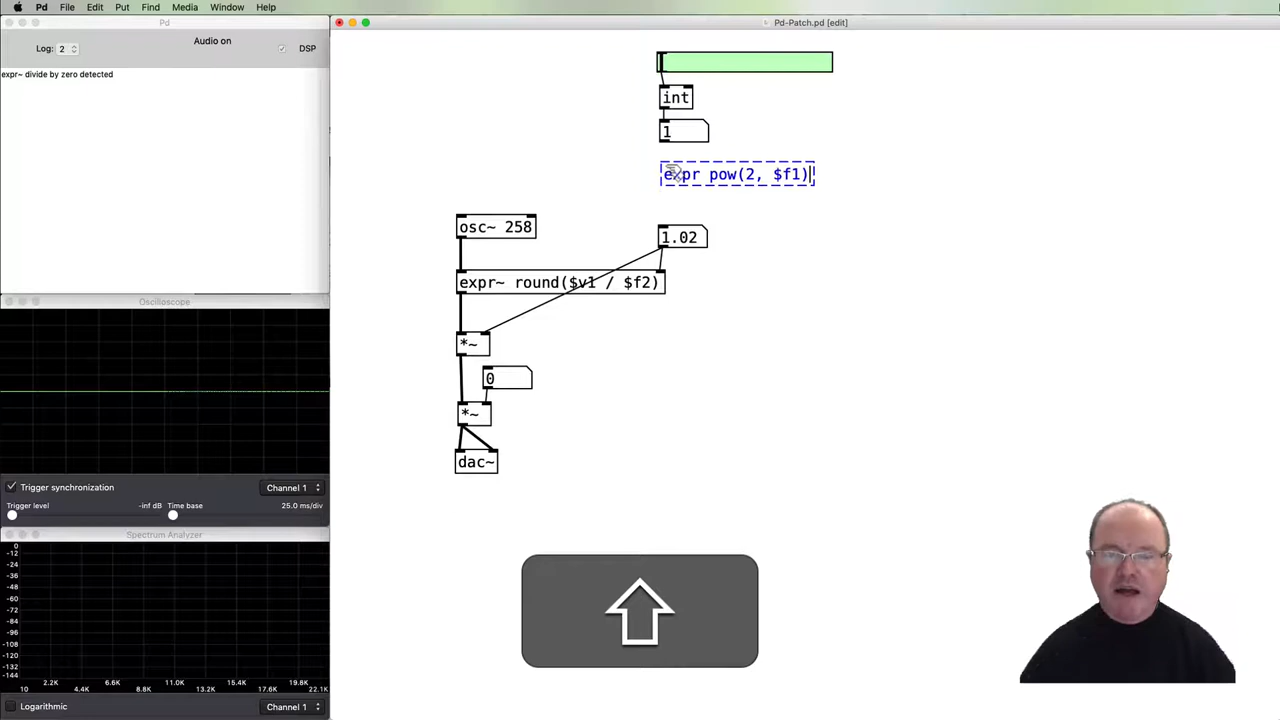 Pd File Edit Put Find Media Window Help
Pd
Pd-Patch.pd [edit]
Log: 2
Audio on
DSP
expr~ divide by zero detected
int
1
expr pow(2, $f1)
osc~ 258
1.02
expr~ round($v1 / $f2)
*~
0
*~
dac~
Oscilloscope
Trigger synchronization
Channel 1
Trigger level
-inf dB
Time base
25.0 ms/div
Spectrum Analyzer
0
-12
-24
-36
-48
-60
-72
-84
-96
-108
-120
-132
-144
10
2.2K
4.4K
6.6K
8.8K
11.0K
13.2K
15.4K
17.6K
19.8K
22.1K
Logarithmic
Channel 1